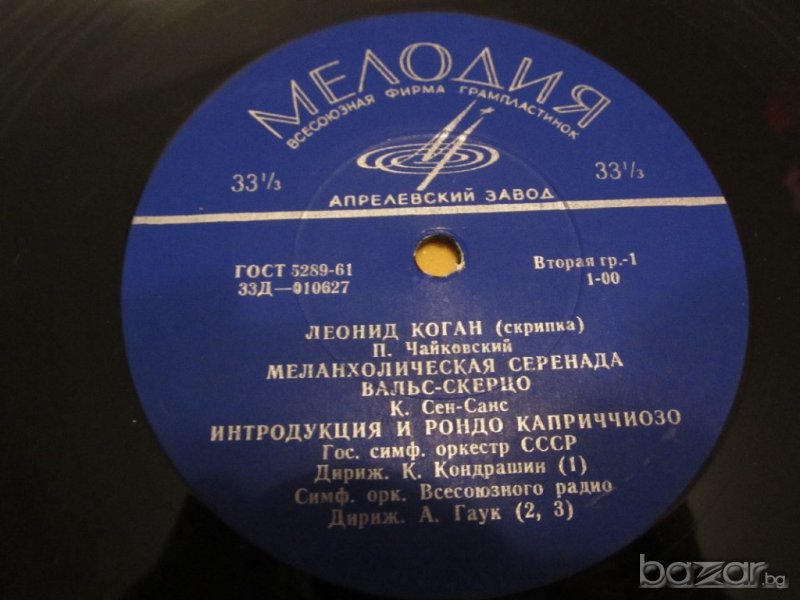 МЕЛОДИЯ
ВСЕСОЮЗНАЯ ФИРМА ГРАМПЛАСТИНОК
33⅓
33⅓
АПРЕЛЕВСКИЙ ЗАВОД
ГОСТ 5289-61
33Д—010627
Вторая гр.-1
1-00
ЛЕОНИД КОГАН (скрипка)
П. Чайковский
МЕЛАНХОЛИЧЕСКАЯ СЕРЕНАДА
ВАЛЬС-СКЕРЦО
К. Сен-Санс
ИНТРОДУКЦИЯ И РОНДО КАПРИЧЧИОЗО
Гос. симф. оркестр СССР
Дириж. К. Кондрашин (1)
Симф. орк. Всесоюзного радио
Дириж. А. Гаук (2, 3)
bazar.bg